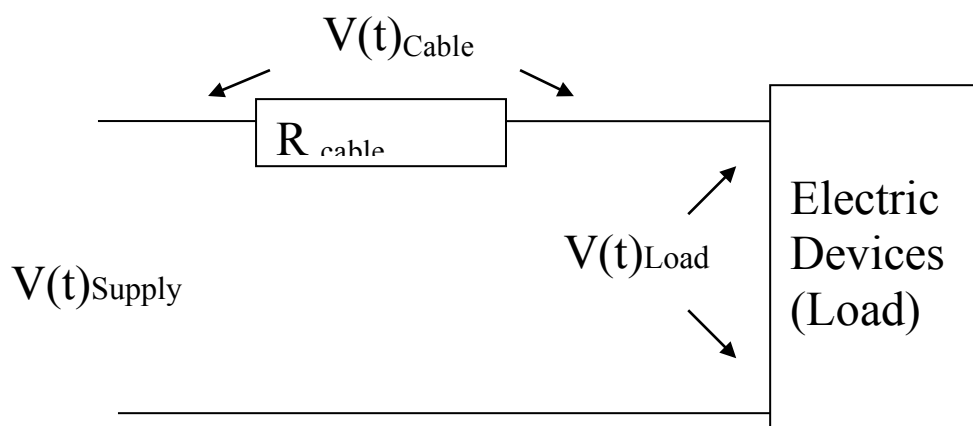 V(t)Cable
R cable
Electric
Devices
(Load)
V(t)Load
V(t)Supply